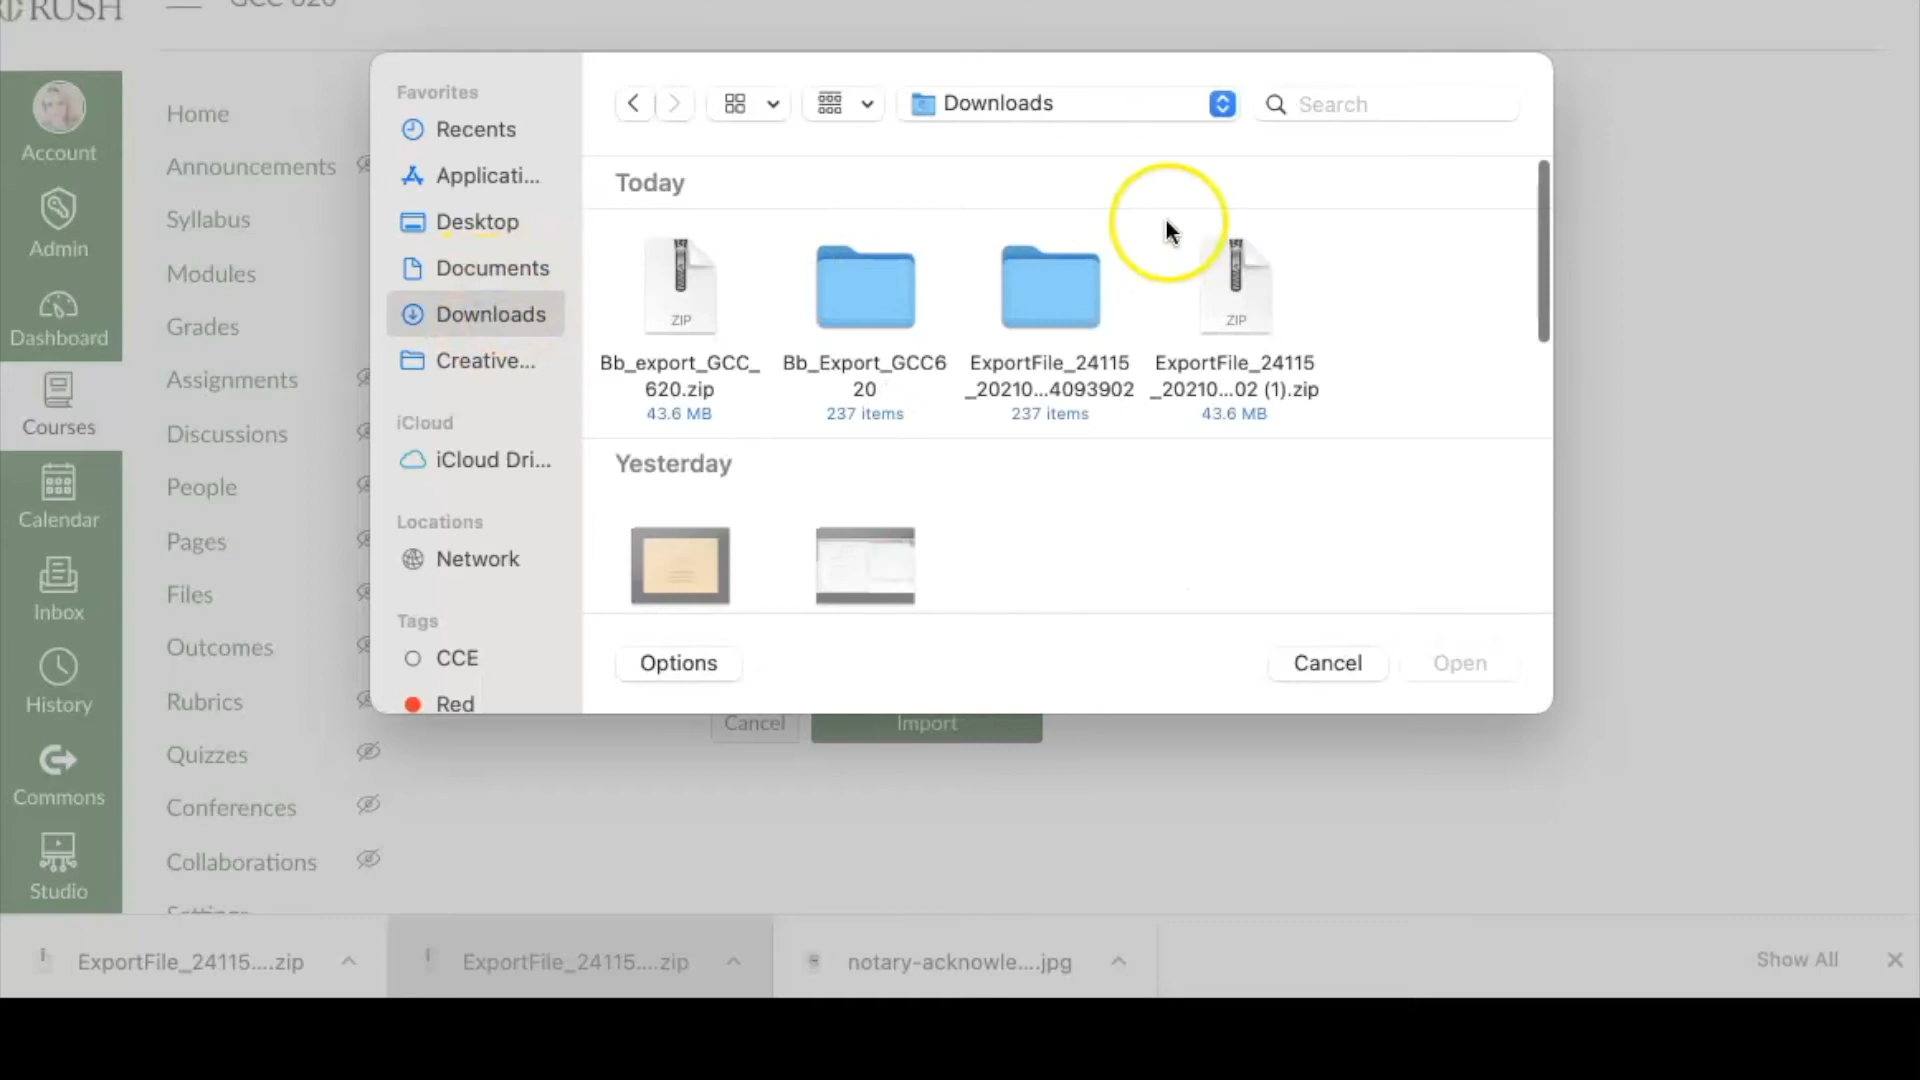 RUSH
GCC 620
Account
Admin
Dashboard
Courses
Calendar
Inbox
History
Commons
Studio
Home
Announcements
Syllabus
Modules
Grades
Assignments
Discussions
People
Pages
Files
Outcomes
Rubrics
Quizzes
Conferences
Collaborations
Settings
Favorites
Recents
Applicati...
Desktop
Documents
Downloads
Creative...
iCloud
iCloud Dri...
Locations
Network
Tags
CCE
Red
Downloads
Search
Today
ZIP
Bb_export_GCC_
620.zip
43.6 MB
Bb_Export_GCC6
20
237 items
ExportFile_24115
_20210...4093902
237 items
ZIP
ExportFile_24115
_20210...02 (1).zip
43.6 MB
Yesterday
Options
Cancel
Open
Cancel
Import
ExportFile_24115....zip
ExportFile_24115....zip
notary-acknowle....jpg
Show All